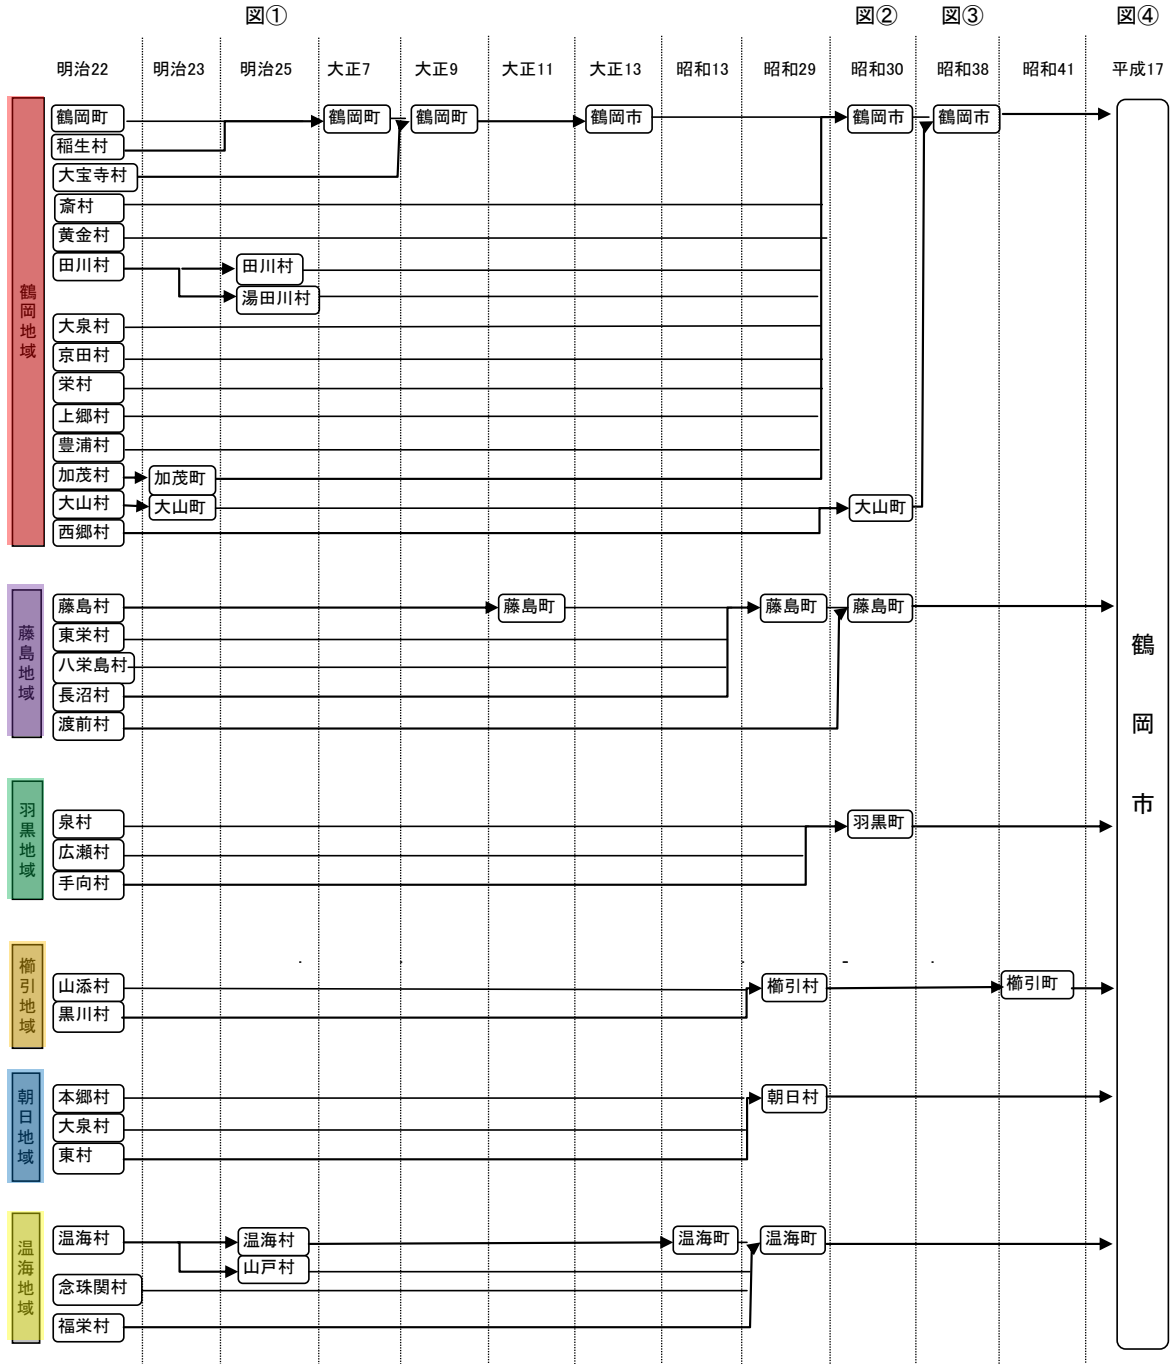 図① 図② 図③ 図④
明治22 明治23 明治25 大正7 大正9 大正11 大正13 昭和13 昭和29 昭和30 昭和38 昭和41 平成17
鶴岡地域
鶴岡町 鶴岡町 鶴岡町 鶴岡市 鶴岡市 鶴岡市
稲生村
大宝寺村
斎村
黄金村
田川村 田川村
湯田川村
大泉村
京田村
栄村
上郷村
豊浦村
加茂村 加茂町
大山村 大山町 大山町
西郷村
藤島地域
藤島村 藤島町 藤島町 藤島町
東栄村
八栄島村
長沼村
渡前村
羽黒地域
泉村 羽黒町
広瀬村
手向村
櫛引地域
山添村 櫛引村 櫛引町
黒川村
朝日地域
本郷村 朝日村
大泉村
東村
温海地域
温海村 温海村 温海町 温海町
山戸村
念珠関村
福栄村
鶴岡市